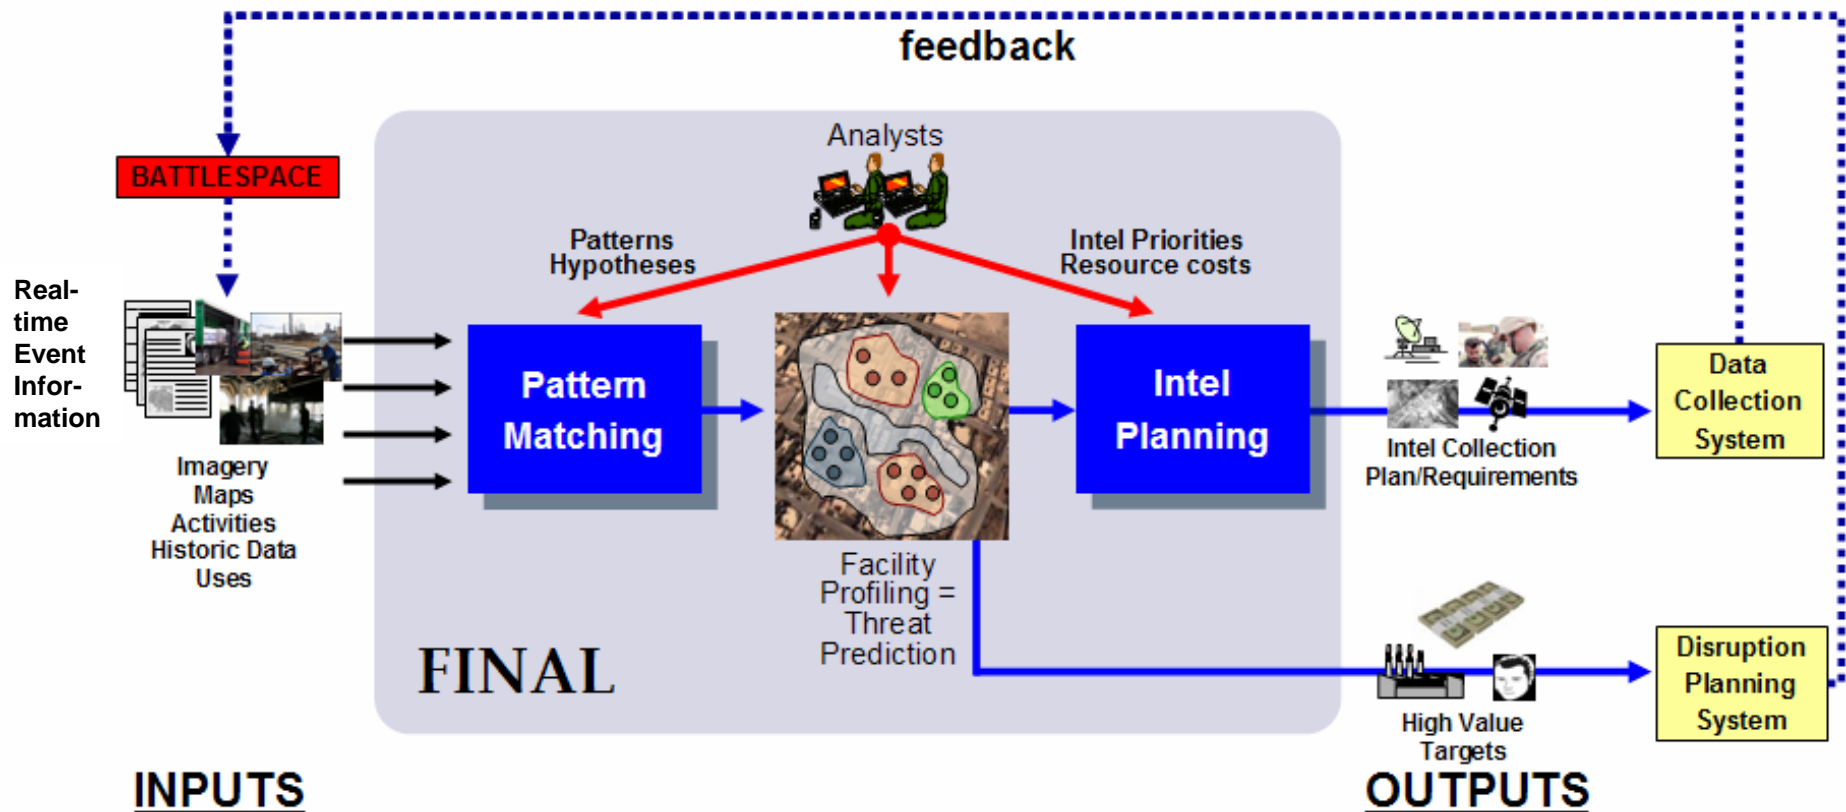 feedback
BATTLESPACE
Analysts
Patterns
Hypotheses
Intel Priorities
Resource costs
Real-
time
Event
Infor-
mation
Pattern
Matching
Intel
Planning
Data
Collection
System
Imagery
Maps
Activities
Historic Data
Uses
Intel Collection
Plan/Requirements
Facility
Profiling =
Threat
Prediction
FINAL
Disruption
Planning
System
High Value
Targets
INPUTS
OUTPUTS